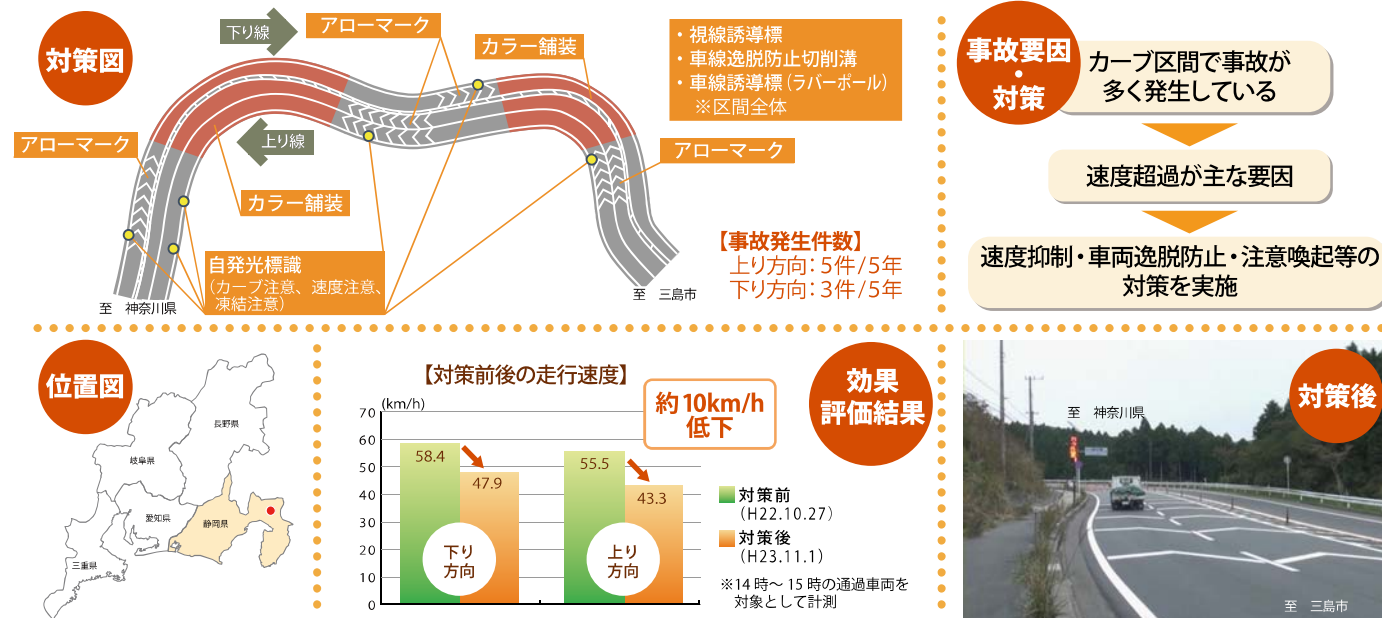 対策図
下り線
アローマーク
カラー舗装
・視線誘導標
・車線逸脱防止切削溝
・車線誘導標（ラバーポール）
※区間全体
アローマーク
上り線
アローマーク
カラー舗装
自発光標識
（カーブ注意、速度注意、
凍結注意）
至　神奈川県
至　三島市
【事故発生件数】
上り方向：5件/5年
下り方向：3件/5年
事故要因
・
対策
カーブ区間で事故が
多く発生している
速度超過が主な要因
速度抑制・車両逸脱防止・注意喚起等の
対策を実施
位置図
長野県
岐阜県
愛知県
静岡県
三重県
【対策前後の走行速度】
(km/h)
約10km/h
低下
70
60
50
40
30
20
10
0
58.4
47.9
55.5
43.3
下り
方向
上り
方向
対策前
（H22.10.27）
対策後
（H23.11.1）
※14時～15時の通過車両を
対象として計測
効果
評価結果
対策後
至　神奈川県
至　三島市